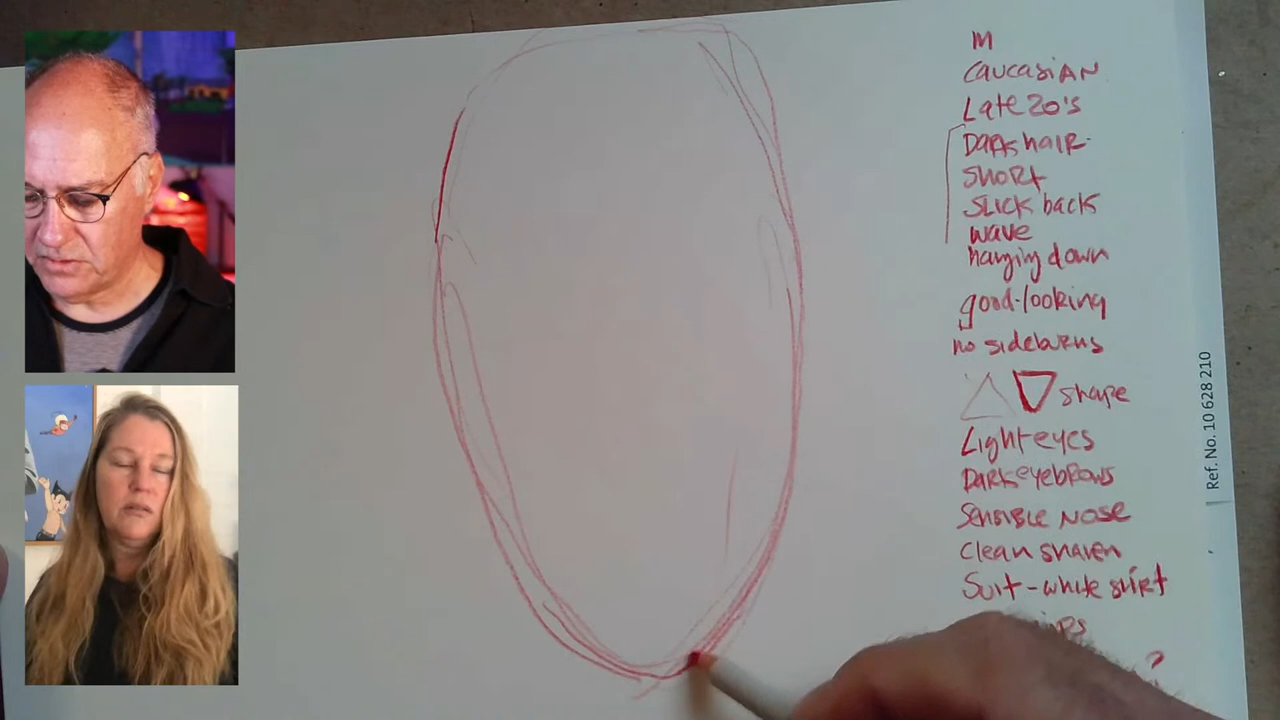 M
Caucasian
Late 20's
Dark hair
short
slick back
wave
hanging down
good-looking
no sideburns
shape
Light eyes
Dark eyebrows
Sensible Nose
Clean shaven
Suit - white shirt
?
Ref. No. 10 628 210